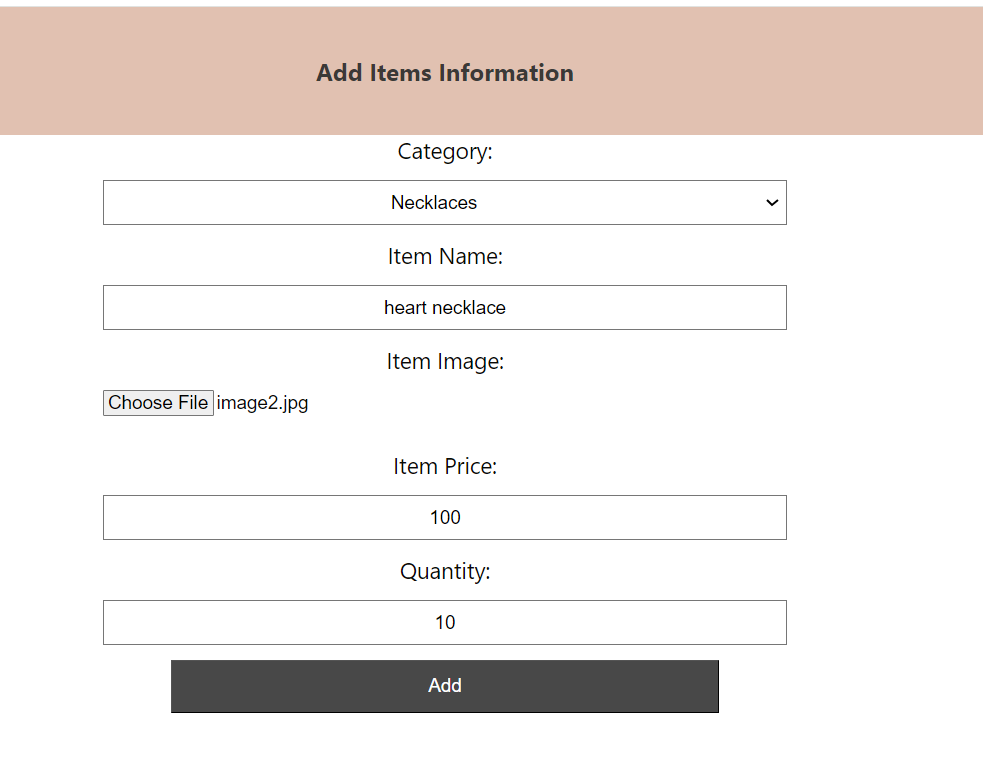 Add Items Information
Category:
Necklaces
Item Name:
heart necklace
Item Image:
Choose File image2.jpg
Item Price:
100
Quantity:
10
Add